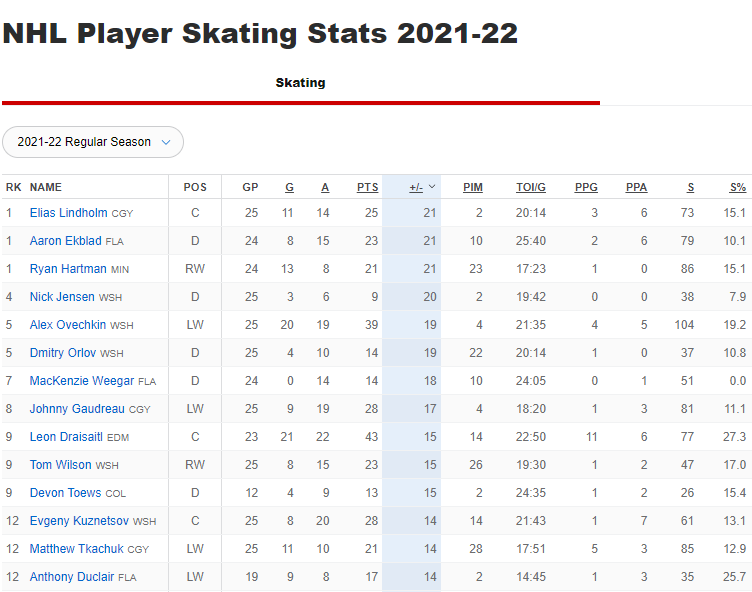 NHL Player Skating Stats 2021-22
Skating
2021-22 Regular Season
RK NAME POS GP G A PTS +/- PIM TOI/G PPG PPA S S%
1 Elias Lindholm CGY C 25 11 14 25 21 2 20:14 3 6 73 15.1
1 Aaron Ekblad FLA D 24 8 15 23 21 10 25:40 2 6 79 10.1
1 Ryan Hartman MIN RW 24 13 8 21 21 23 17:23 1 0 86 15.1
4 Nick Jensen WSH D 25 3 6 9 20 2 19:42 0 0 38 7.9
5 Alex Ovechkin WSH LW 25 20 19 39 19 4 21:35 4 5 104 19.2
5 Dmitry Orlov WSH D 25 4 10 14 19 22 20:14 1 0 37 10.8
7 MacKenzie Weegar FLA D 24 0 14 14 18 10 24:05 0 1 51 0.0
8 Johnny Gaudreau CGY LW 25 9 19 28 17 4 18:20 1 3 81 11.1
9 Leon Draisaitl EDM C 23 21 22 43 15 14 22:50 11 6 77 27.3
9 Tom Wilson WSH RW 25 8 15 23 15 26 19:30 1 2 47 17.0
9 Devon Toews COL D 12 4 9 13 15 2 24:35 1 2 26 15.4
12 Evgeny Kuznetsov WSH C 25 8 20 28 14 14 21:43 1 7 61 13.1
12 Matthew Tkachuk CGY LW 25 11 10 21 14 28 17:51 5 3 85 12.9
12 Anthony Duclair FLA LW 19 9 8 17 14 2 14:45 1 3 35 25.7